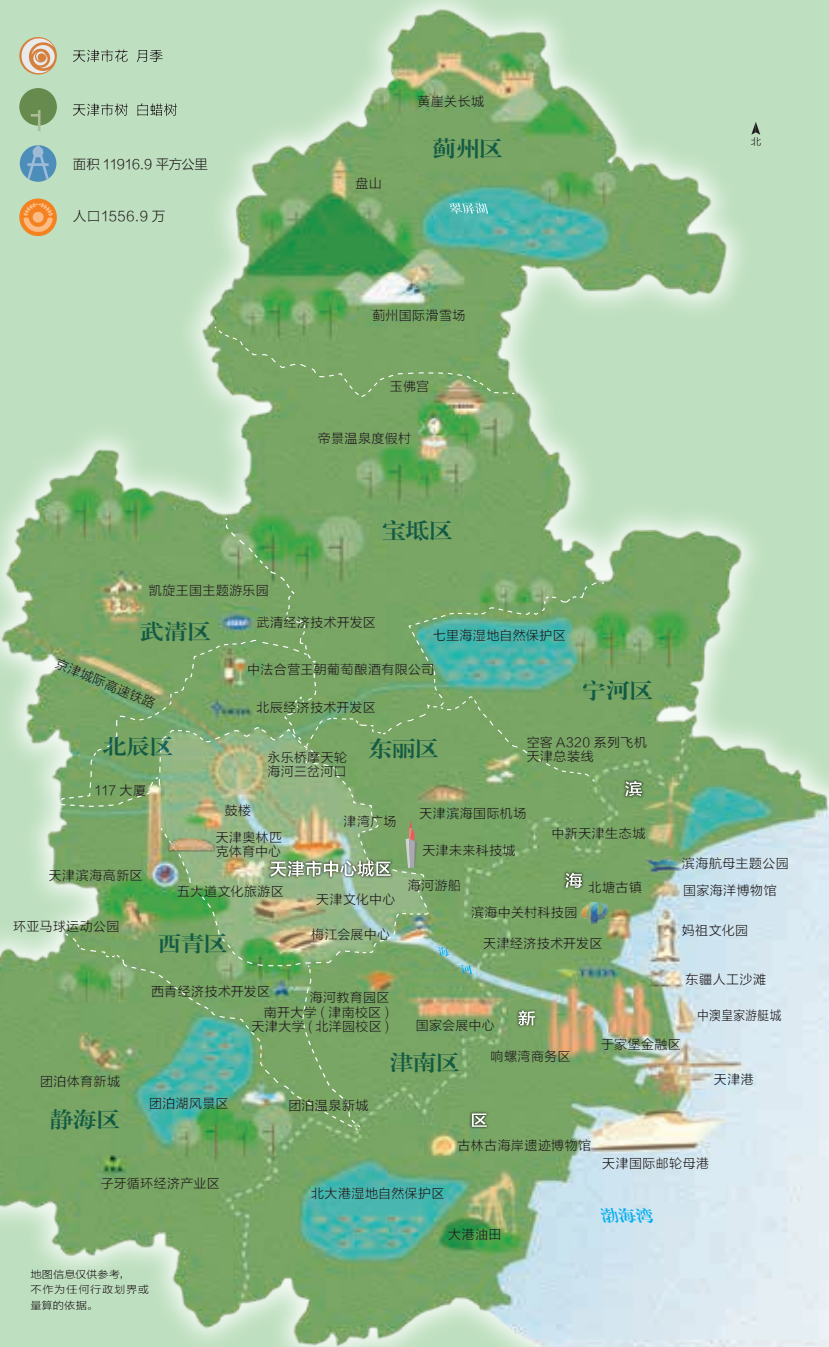 天津市花 月季
天津市树 白蜡树
面积 11916.9 平方公里
人口1556.9 万
北
黄崖关长城
蓟州区
盘山
翠屏湖
蓟州国际滑雪场
玉佛宫
帝景温泉度假村
宝坻区
凯旋王国主题游乐园
武清区
武清经济技术开发区
七里海湿地自然保护区
京津城际高速铁路
中法合营王朝葡萄酿酒有限公司
宁河区
北辰经济技术开发区
北辰区
东丽区
空客 A320 系列飞机
天津总装线
永乐桥摩天轮
海河三岔河口
117 大厦
滨
鼓楼
津湾广场
天津滨海国际机场
中新天津生态城
天津奥林匹
克体育中心
天津未来科技城
天津市中心城区
滨海航母主题公园
天津滨海高新区
海
五大道文化旅游区
海河游船
北塘古镇
国家海洋博物馆
天津文化中心
滨海中关村科技园
环亚马球运动公园
妈祖文化园
西青区
梅江会展中心
天津经济技术开发区
海
河
TEDA
东疆人工沙滩
西青经济技术开发区
海河教育园区
南开大学 ( 津南校区 )
天津大学 ( 北洋园校区 )
国家会展中心
新
中澳皇家游艇城
响螺湾商务区
于家堡金融区
津南区
团泊体育新城
天津港
团泊湖风景区
团泊温泉新城
静海区
区
古林古海岸遗迹博物馆
天津国际邮轮母港
子牙循环经济产业区
北大港湿地自然保护区
渤海湾
大港油田
地图信息仅供参考,
不作为任何行政划界或
量算的依据。